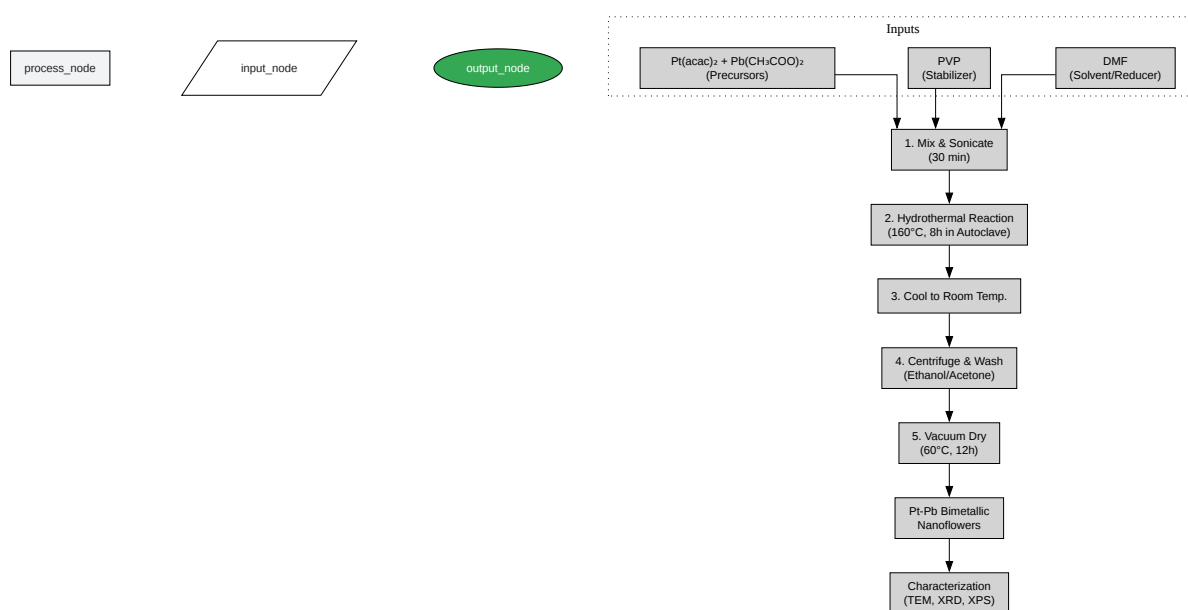 process_node
input_node
output_node
Inputs
Pt(acac)₂ + Pb(CH₃COO)₂
(Precursors)
PVP
(Stabilizer)
DMF
(Solvent/Reducer)
1. Mix & Sonicate
(30 min)
2. Hydrothermal Reaction
(160°C, 8h in Autoclave)
3. Cool to Room Temp.
4. Centrifuge & Wash
(Ethanol/Acetone)
5. Vacuum Dry
(60°C, 12h)
Pt-Pb Bimetallic
Nanoflowers
Characterization
(TEM, XRD, XPS)